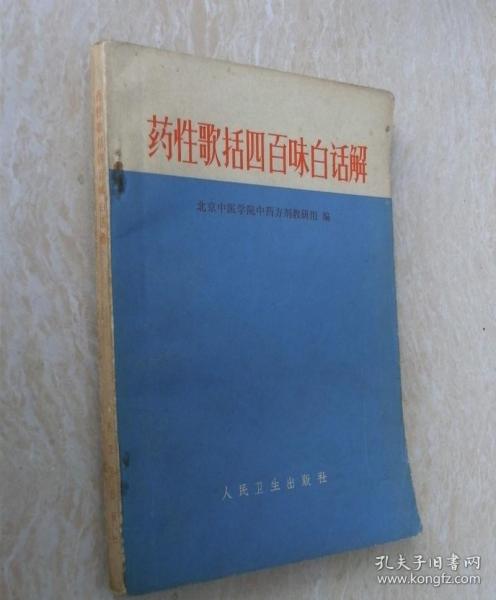 药性歌括四百味白话解
北京中医学院中药方剂教研组 编
人民卫生出版社
孔夫子旧书网
www.kongfz.com